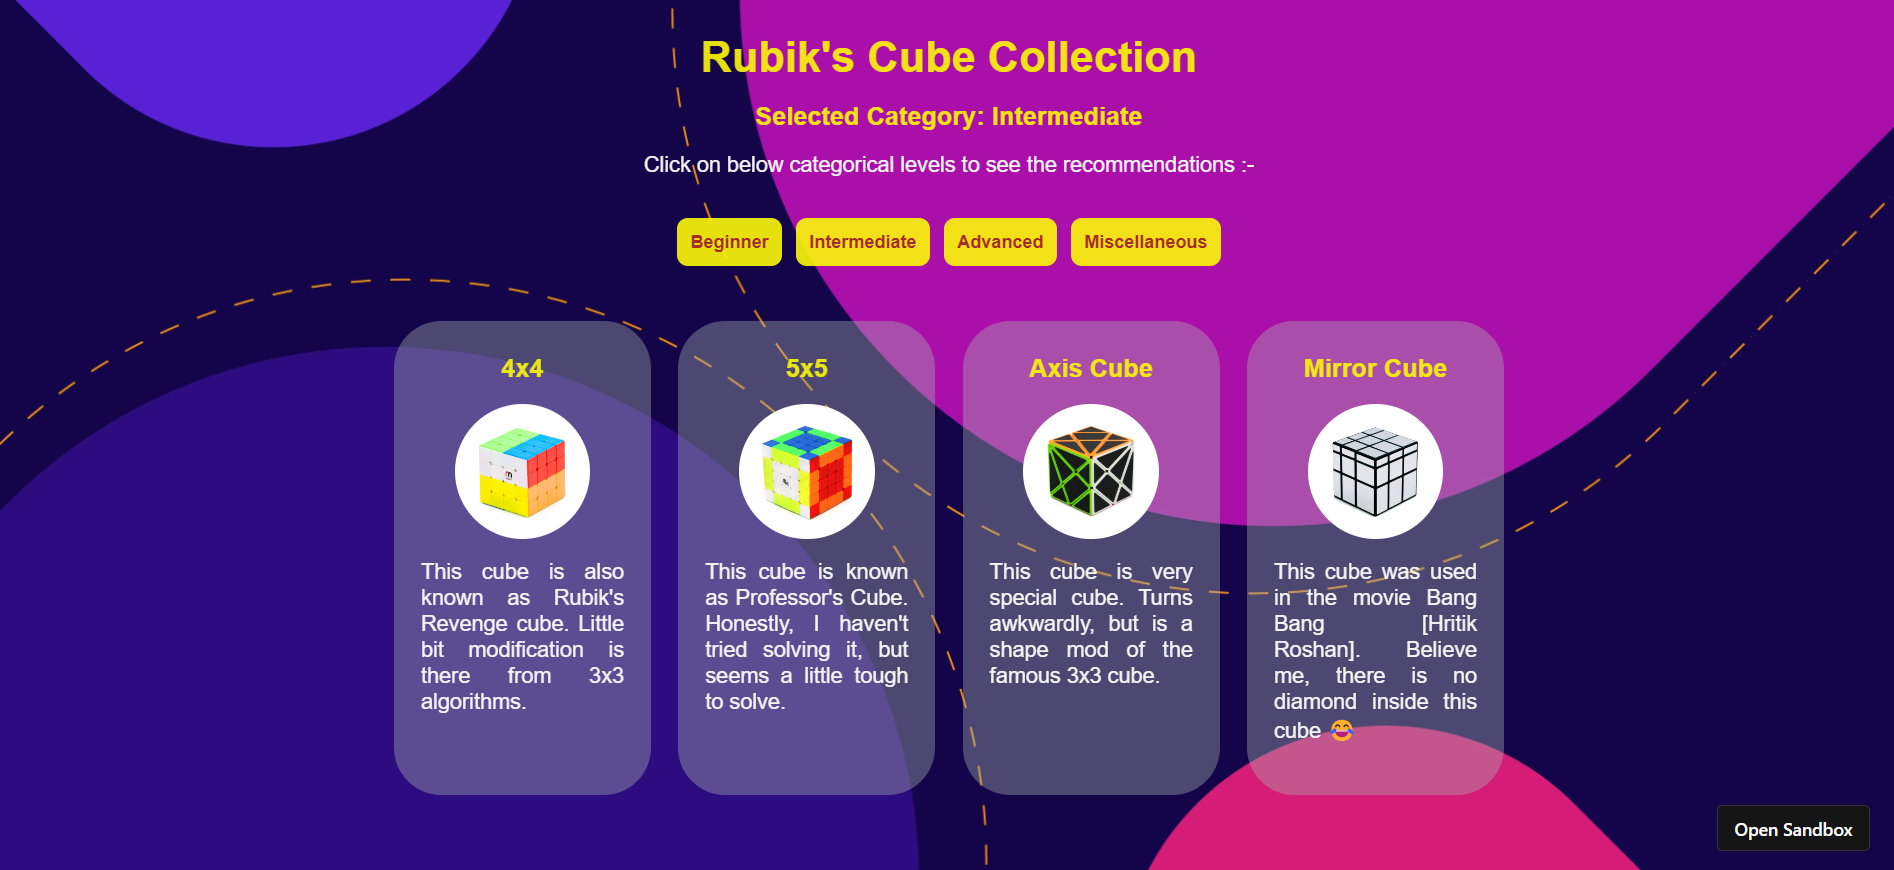 Rubik's Cube Collection
Selected Category: Intermediate
Click on below categorical levels to see the recommendations :-
Beginner
Intermediate
Advanced
Miscellaneous
4x4
This cube is also
known as Rubik's
Revenge cube. Little
bit modification is
there from 3x3
algorithms.
5x5
This cube is known
as Professor's Cube.
Honestly, I haven't
tried solving it, but
seems a little tough
to solve.
Axis Cube
This cube is very
special cube. Turns
awkwardly, but is a
shape mod of the
famous 3x3 cube.
Mirror Cube
This cube was used
in the movie Bang
Bang [Hritik
Roshan]. Believe
me, there is no
diamond inside this
cube 😂
Open Sandbox